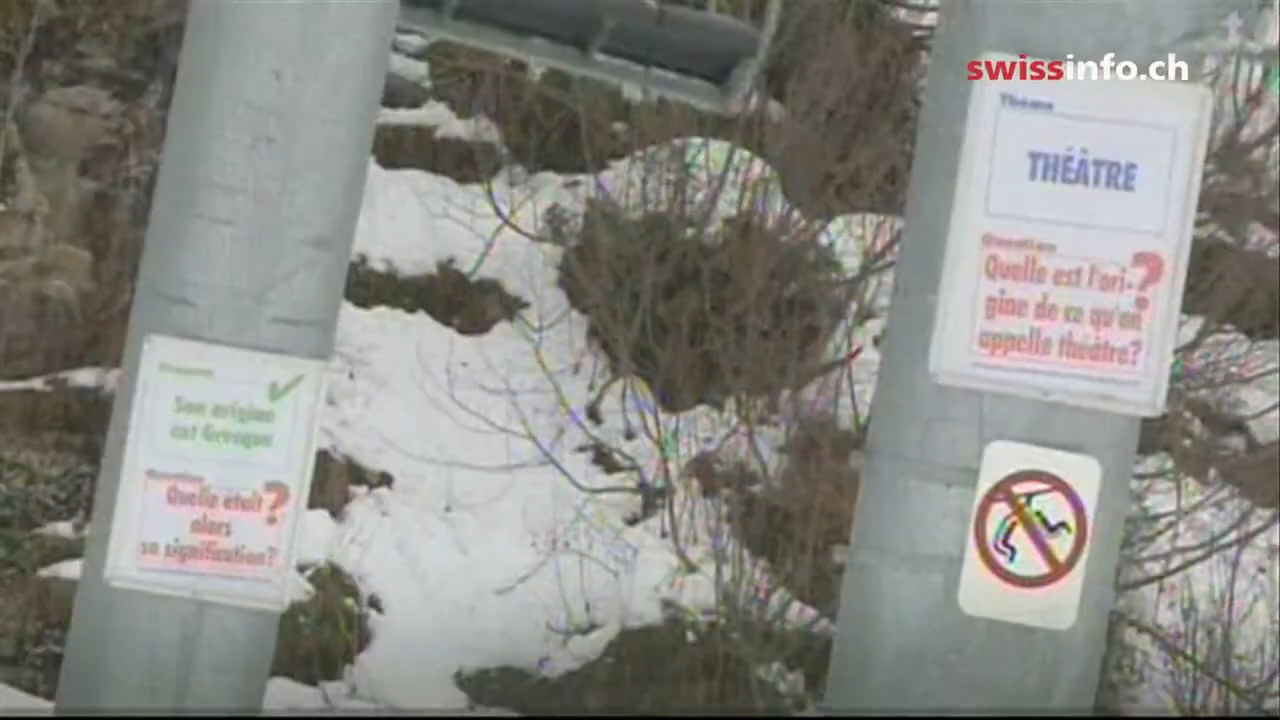 swissinfo.ch
Thème
THÉÂTRE
Question
Quelle est l'ori-
gine de ce qu'on
appelle théâtre?
?
Son origine
est Grecque
Question
Quelle était
alors
sa signification?
?